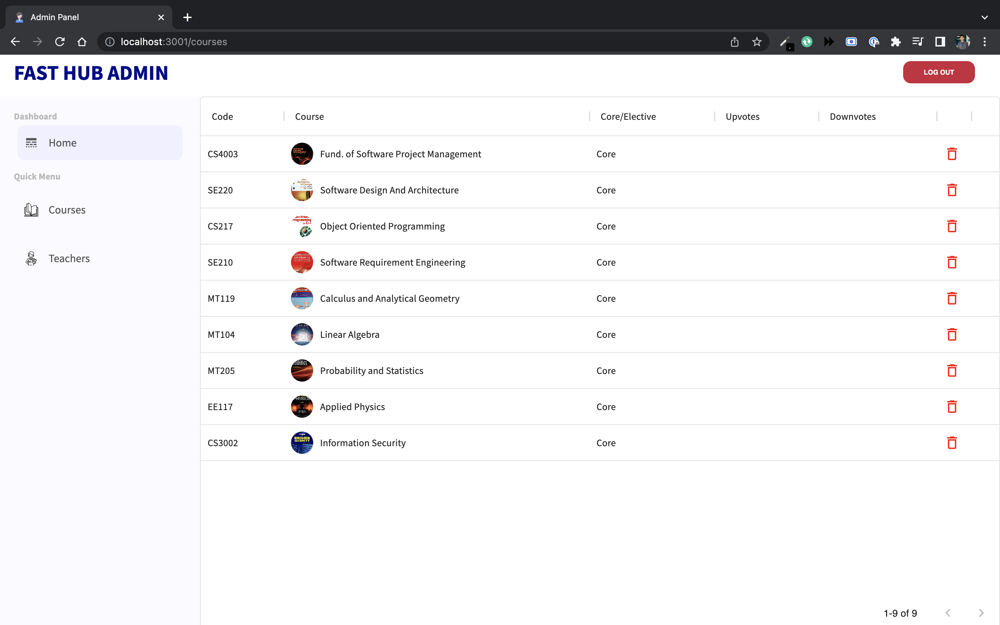 Admin Panel
localhost:3001/courses
FAST HUB ADMIN
LOG OUT
Dashboard
Home
Quick Menu
Courses
Teachers
Code Course Core/Elective Upvotes Downvotes
CS4003 Fund. of Software Project Management Core
SE220 Software Design And Architecture Core
CS217 Object Oriented Programming Core
SE210 Software Requirement Engineering Core
MT119 Calculus and Analytical Geometry Core
MT104 Linear Algebra Core
MT205 Probability and Statistics Core
EE117 Applied Physics Core
CS3002 Information Security Core
1-9 of 9